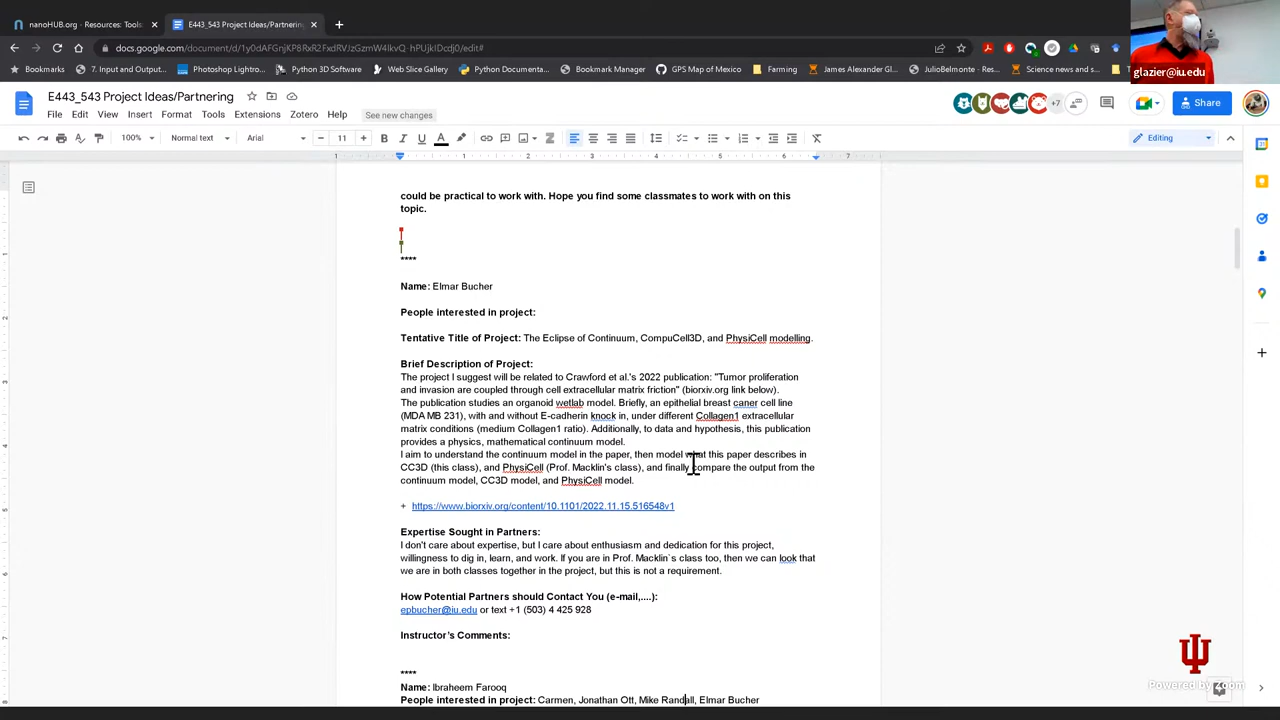 nanoHUB.org - Resources: Tools:
E443_543 Project Ideas/Partnering
docs.google.com/document/d/1y0dAFGnjKP8RxR2FxdRVJzGzmW4lkvQ-hPUjkIDcdj0/edit#
Bookmarks 7. Input and Output... Photoshop Lovro... Python 3D Software Web Slice Gallery Python Documenta... Bookmark Manager GPS Map of Mexico Farming James Alexander Gl... JulioBelmonte - Res... Science news and s...
glazier@iu.edu
E443_543 Project Ideas/Partnering
File Edit View Insert Format Tools Extensions Zotero Help See new changes
+7 Share
100% Normal text Arial 11 Editing
could be practical to work with. Hope you find some classmates to work with on this
topic.
****
Name: Elmar Bucher
People interested in project:
Tentative Title of Project: The Eclipse of Continuum, CompuCell3D, and PhysiCell modelling.
Brief Description of Project:
The project I suggest will be related to Crawford et al.'s 2022 publication: "Tumor proliferation
and invasion are coupled through cell extracellular matrix friction" (biorxiv.org link below).
The publication studies an organoid wetlab model. Briefly, an epithelial breast caner cell line
(MDA MB 231), with and without E-cadherin knock in, under different Collagen1 extracellular
matrix conditions (medium Collagen1 ratio). Additionally, to data and hypothesis, this publication
provides a physics, mathematical continuum model.
I aim to understand the continuum model in the paper, then model what this paper describes in
CC3D (this class), and PhysiCell (Prof. Macklin's class), and finally compare the output from the
continuum model, CC3D model, and PhysiCell model.
+ https://www.biorxiv.org/content/10.1101/2022.11.15.516548v1
Expertise Sought in Partners:
I don't care about expertise, but I care about enthusiasm and dedication for this project,
willingness to dig in, learn, and work. If you are in Prof. Macklin`s class too, then we can look that
we are in both classes together in the project, but this is not a requirement.
How Potential Partners should Contact You (e-mail,....):
epbucher@iu.edu or text +1 (503) 4 425 928
Instructor's Comments:
****
Name: Ibraheem Farooq
People interested in project: Carmen, Jonathan Ott, Mike Randall, Elmar Bucher
Powered by Zoom